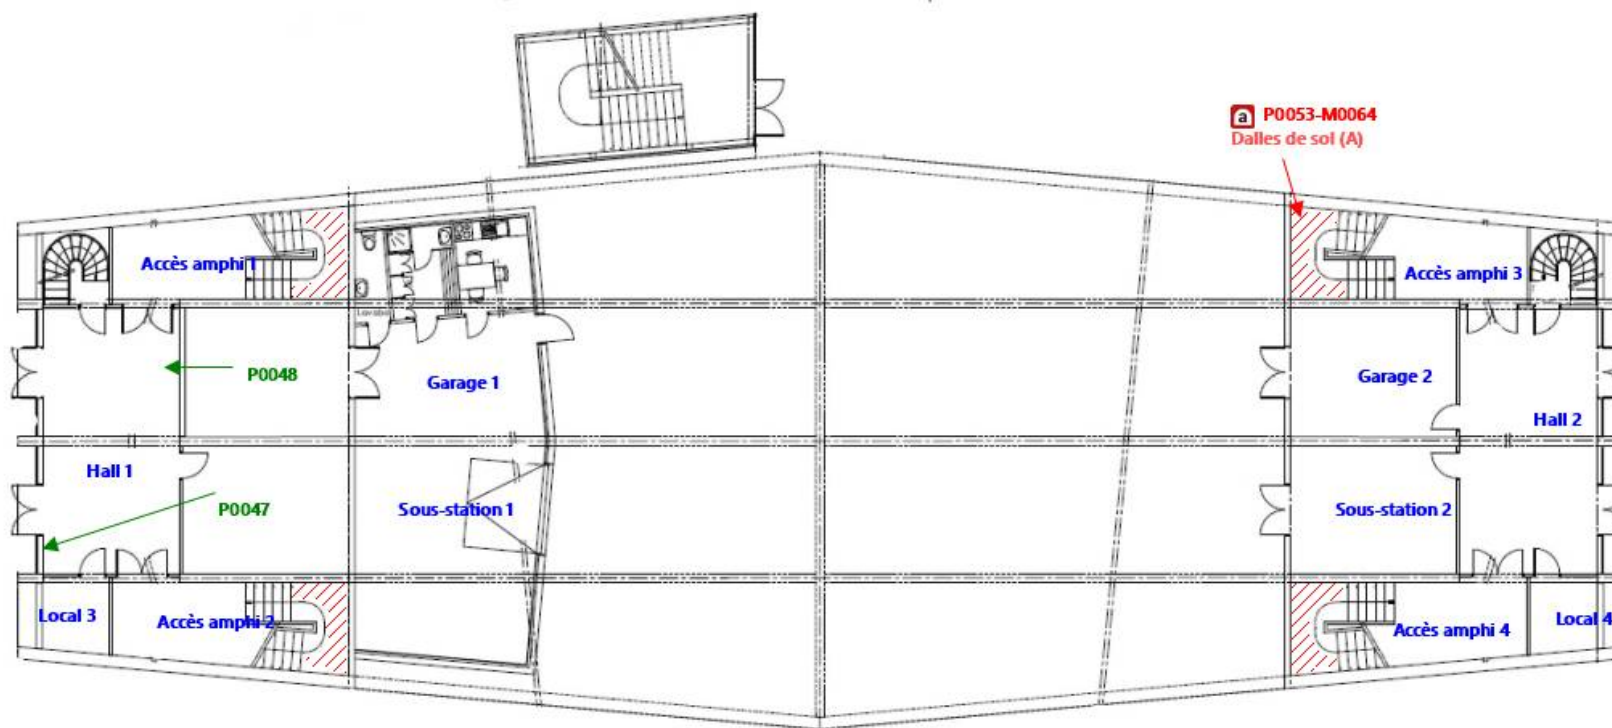 a P0053-M0064
Dalles de sol (A)
Accès amphi 1
Accès amphi 3
Lavabo
P0048
Garage 1
Garage 2
Hall 2
Hall 1
P0047
Sous-station 1
Sous-station 2
Local 3
Accès amphi 2
Accès amphi 4
Local 4